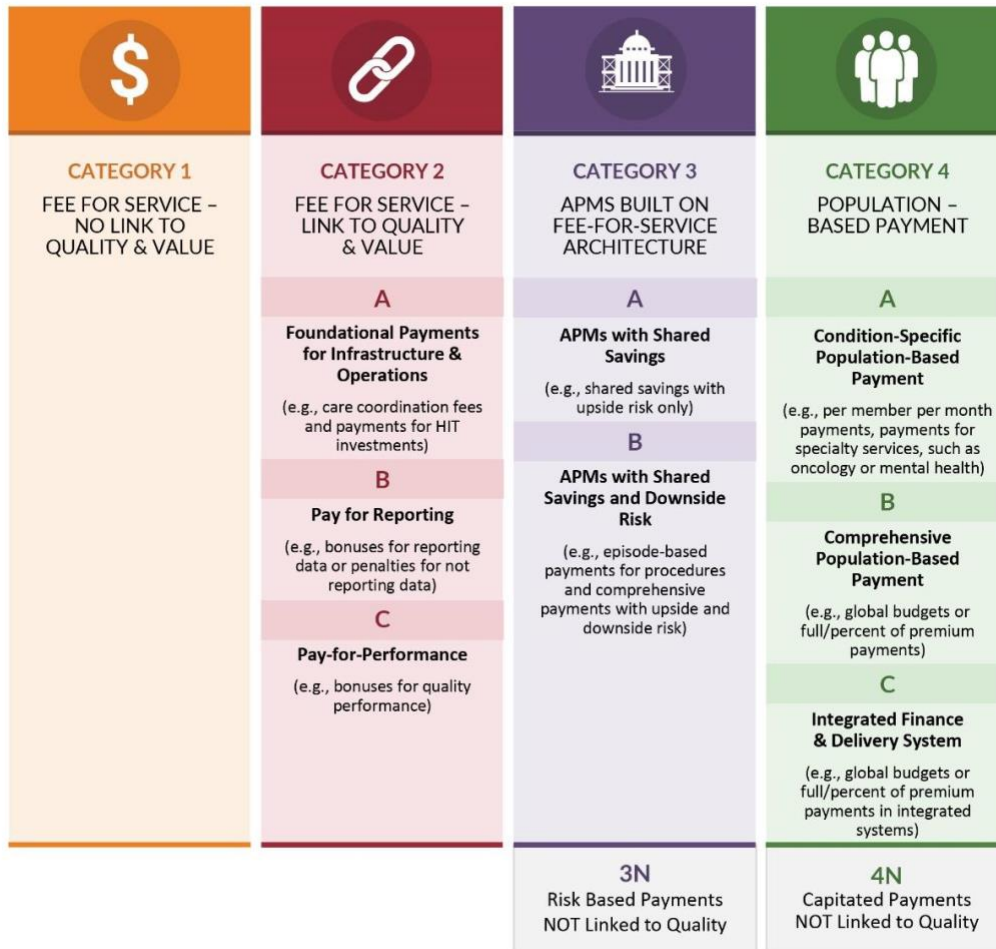 $
CATEGORY 1
FEE FOR SERVICE –
NO LINK TO
QUALITY & VALUE
CATEGORY 2
FEE FOR SERVICE –
LINK TO QUALITY
& VALUE
A
Foundational Payments
for Infrastructure &
Operations
(e.g., care coordination fees
and payments for HIT
investments)
B
Pay for Reporting
(e.g., bonuses for reporting
data or penalties for not
reporting data)
C
Pay-for-Performance
(e.g., bonuses for quality
performance)
CATEGORY 3
APMS BUILT ON
FEE-FOR-SERVICE
ARCHITECTURE
A
APMs with Shared
Savings
(e.g., shared savings with
upside risk only)
B
APMs with Shared
Savings and Downside
Risk
(e.g., episode-based
payments for procedures
and comprehensive
payments with upside and
downside risk)
3N
Risk Based Payments
NOT Linked to Quality
CATEGORY 4
POPULATION –
BASED PAYMENT
A
Condition-Specific
Population-Based
Payment
(e.g., per member per month
payments, payments for
specialty services, such as
oncology or mental health)
B
Comprehensive
Population-Based
Payment
(e.g., global budgets or
full/percent of premium
payments)
C
Integrated Finance
& Delivery System
(e.g., global budgets or
full/percent of premium
payments in integrated
systems)
4N
Capitated Payments
NOT Linked to Quality